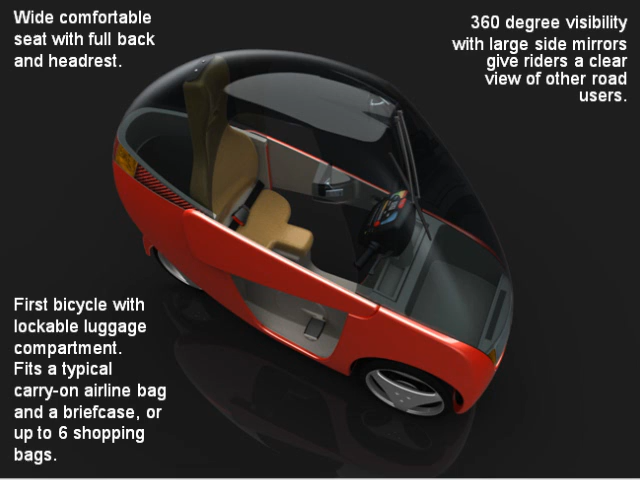 Wide comfortable
seat with full back
and headrest.
360 degree visibility
with large side mirrors
give riders a clear
view of other road
users.
First bicycle with
lockable luggage
compartment.
Fits a typical
carry-on airline bag
and a briefcase, or
up to 6 shopping
bags.